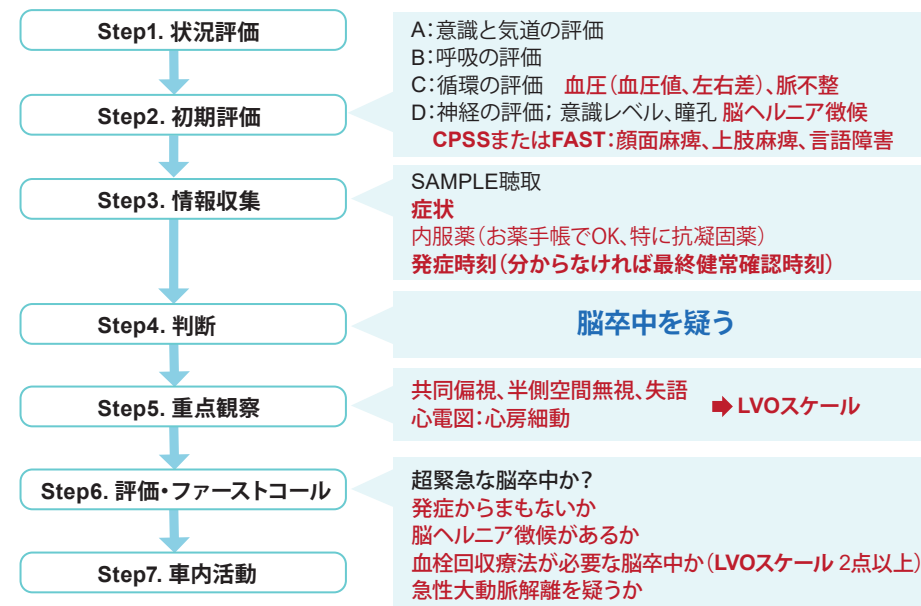 Step1. 状況評価
Step2. 初期評価
A：意識と気道の評価
B：呼吸の評価
C：循環の評価　血圧（血圧値、左右差）、脈不整
D：神経の評価；意識レベル、瞳孔 脳ヘルニア徴候
CPSSまたはFAST：顔面麻痺、上肢麻痺、言語障害
Step3. 情報収集
SAMPLE聴取
症状
内服薬（お薬手帳でOK、特に抗凝固薬）
発症時刻（分からなければ最終健常確認時刻）
Step4. 判断
脳卒中を疑う
Step5. 重点観察
共同偏視、半側空間無視、失語
心電図：心房細動
➡ LVOスケール
Step6. 評価・ファーストコール
超緊急な脳卒中か？
発症からまもないか
脳ヘルニア徴候があるか
血栓回収療法が必要な脳卒中か（LVOスケール 2点以上）
急性大動脈解離を疑うか
Step7. 車内活動